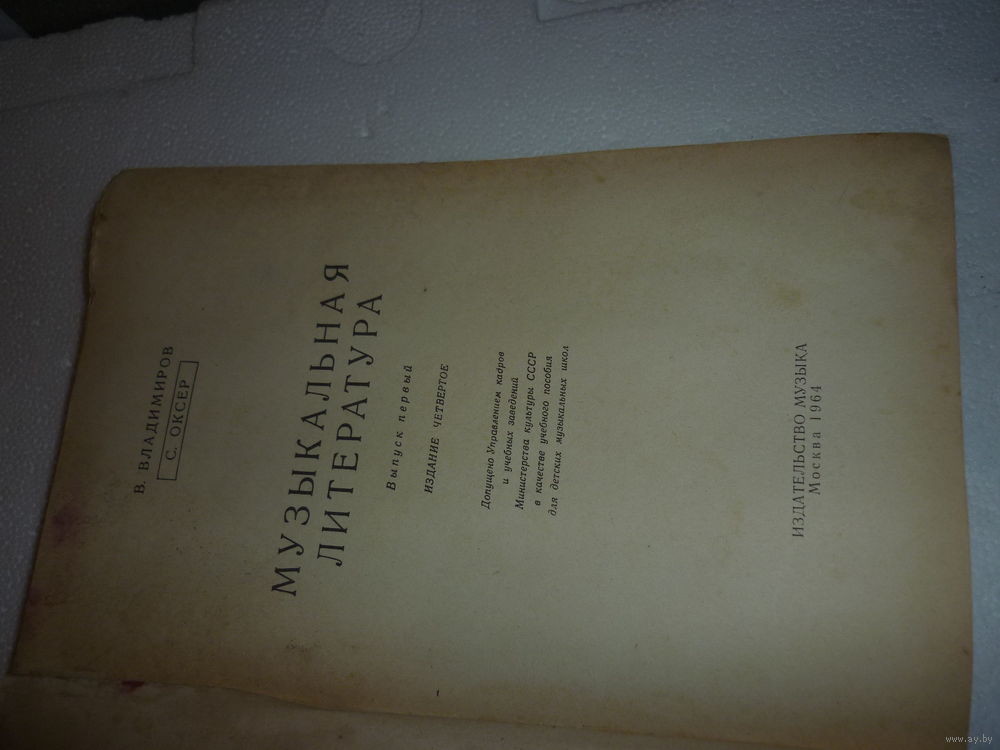 В. ВЛАДИМИРОВ
С. ОКСЕР
МУЗЫКАЛЬНАЯ
ЛИТЕРАТУРА
Выпуск первый
ИЗДАНИЕ ЧЕТВЕРТОЕ
Допущено Управлением кадров
и учебных заведений
Министерства культуры СССР
в качестве учебного пособия
для детских музыкальных школ
ИЗДАТЕЛЬСТВО МУЗЫКА
Москва 1964
www.ay.by